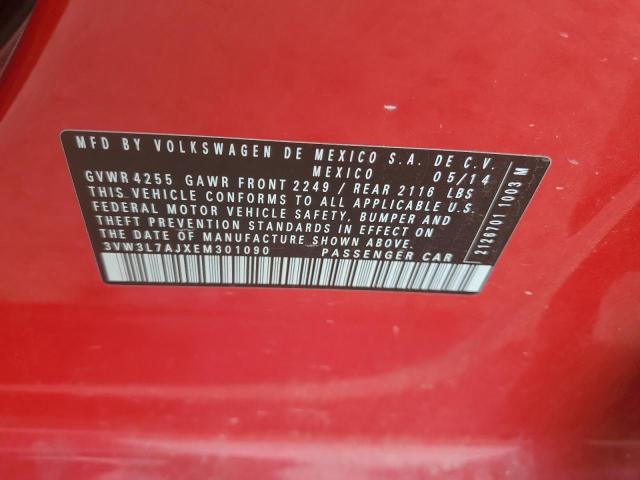 MFD BY VOLKSWAGEN DE MEXICO S.A. DE C.V.
MEXICO 05/14
GVWR 4255 GAWR FRONT 2249 / REAR 2116 LBS
THIS VEHICLE CONFORMS TO ALL APPLICABLE U.S.
FEDERAL MOTOR VEHICLE SAFETY, BUMPER AND
THEFT PREVENTION STANDARDS IN EFFECT ON
THE DATE OF MANUFACTURE SHOWN ABOVE.
3VW3L7AJXEM301090 PASSENGER CAR
2128701 1003 M